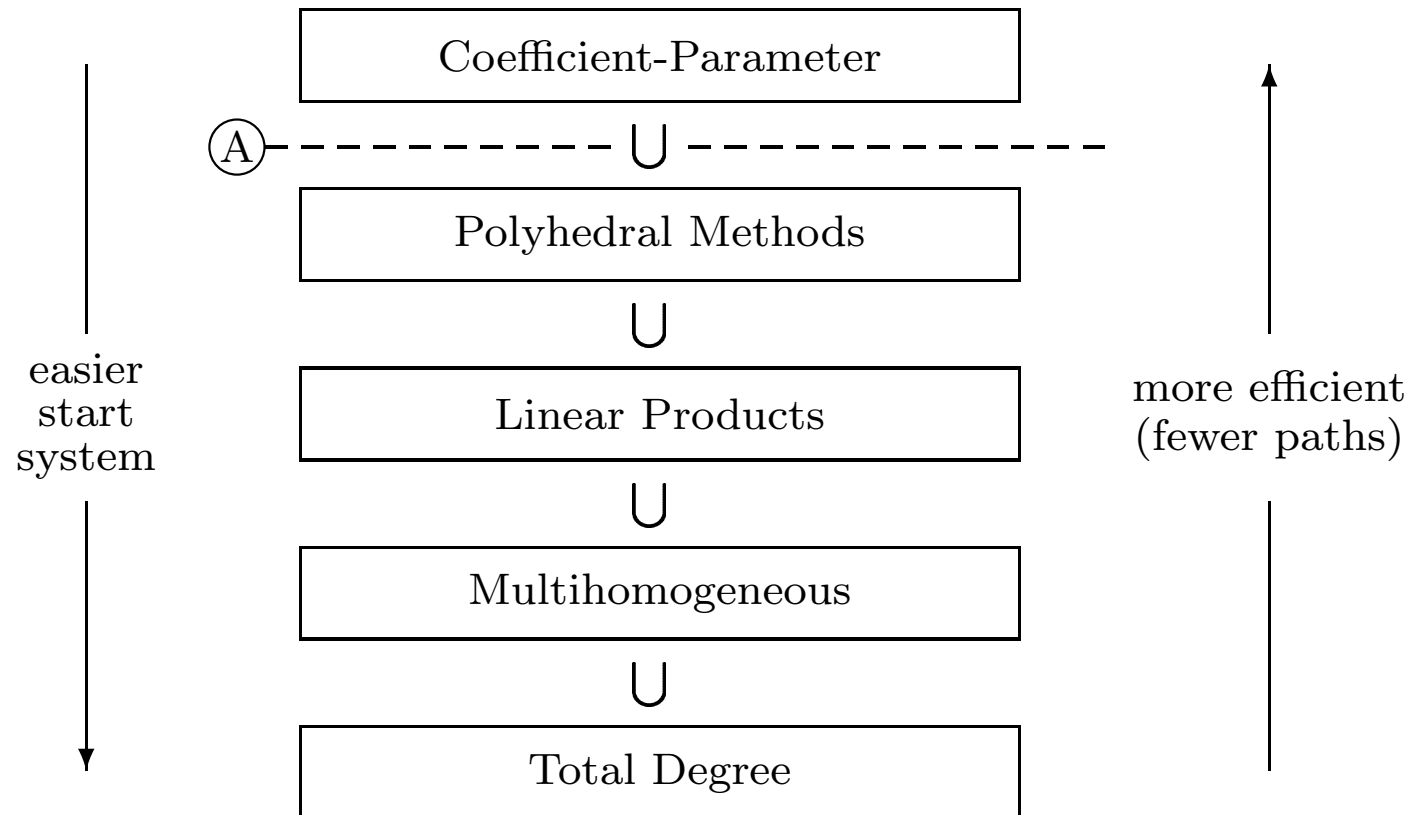 Coefficient-Parameter
A
∪
Polyhedral Methods
∪
easier
start
system
Linear Products
more efficient
(fewer paths)
∪
Multihomogeneous
∪
Total Degree